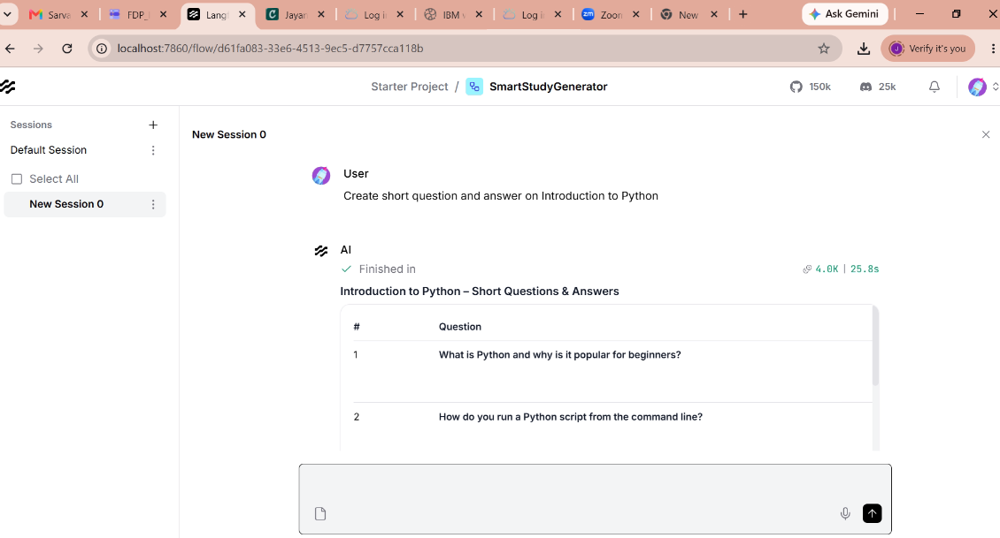 Sarva
FDP_
Langf
Jayan
Log in
IBM
Log in
Zoon
New
Ask Gemini
localhost:7860/flow/d61fa083-33e6-4513-9ec5-d7757cca118b
Verify it's you
Starter Project / SmartStudyGenerator
150k
25k
Sessions
Default Session
Select All
New Session 0
New Session 0
User
Create short question and answer on Introduction to Python
AI
Finished in
4.0K | 25.8s
Introduction to Python – Short Questions & Answers
# Question
1 What is Python and why is it popular for beginners?
2 How do you run a Python script from the command line?